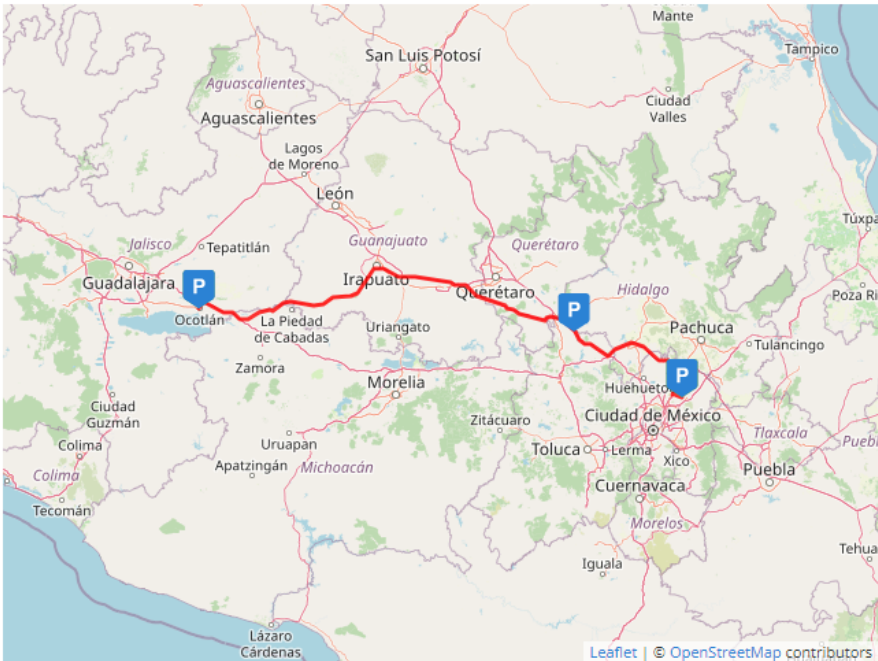 Mante
San Luis Potosí
Tampico
Aguascalientes
Ciudad
Valles
Aguascalientes
Lagos
de Moreno
León
Túxpa
Jalisco
Tepatitlán
Guanajuato
Querétaro
Guadalajara
P
Irapuato
Querétaro
Hidalgo
Poza Ri
P
Ocotlán
La Piedad
de Cabadas
Uriangato
Pachuca
Tulancingo
Zamora
P
Morelia
Huehueto
Ciudad
Guzmán
Zitácuaro
Ciudad de México
Colima
Uruapan
Tlaxcala
Puebl
Toluca
Lerma
Xico
Colima
Apatzingán
Michoacán
Puebla
Tecomán
Cuernavaca
Morelos
Tehua
Iguala
Lázaro
Cárdenas
Leaflet | © OpenStreetMap contributors